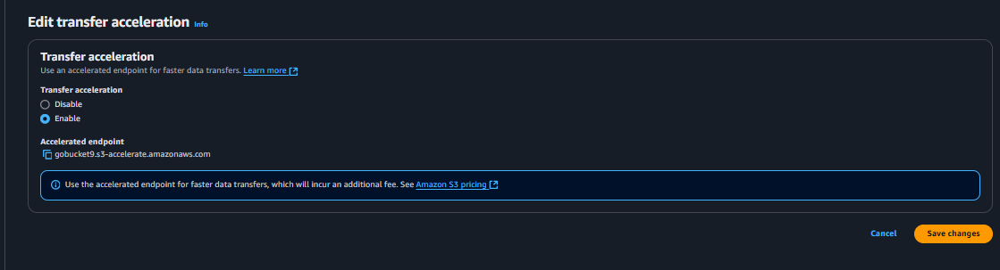 Edit transfer acceleration Info
Transfer acceleration
Use an accelerated endpoint for faster data transfers. Learn more
Transfer acceleration
Disable
Enable
Accelerated endpoint
gobucket9.s3-accelerate.amazonaws.com
Use the accelerated endpoint for faster data transfers, which will incur an additional fee. See Amazon S3 pricing
Cancel Save changes